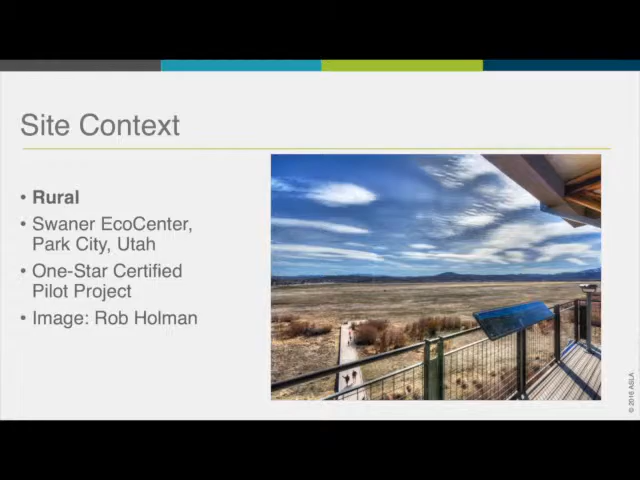 Site Context
• Rural
• Swaner EcoCenter,
Park City, Utah
• One-Star Certified
Pilot Project
• Image: Rob Holman
© 2016 ASLA